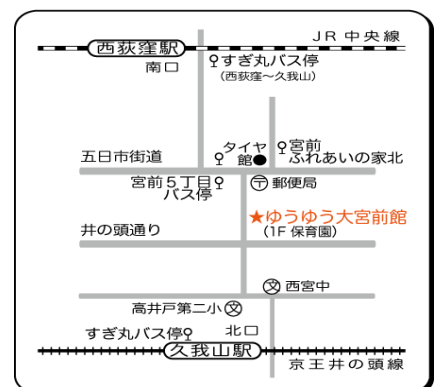 JR 中央線
西荻窪駅
南口
すぎ丸バス停
(西荻窪～久我山)
タイヤ
館
宮前
ふれあいの家北
五日市街道
宮前5丁目
バス停
〒郵便局
★ゆうゆう大宮前館
(1F 保育園)
井の頭通り
文 西宮中
高井戸第二小 文
すぎ丸バス停
北口
久我山駅
京王井の頭線